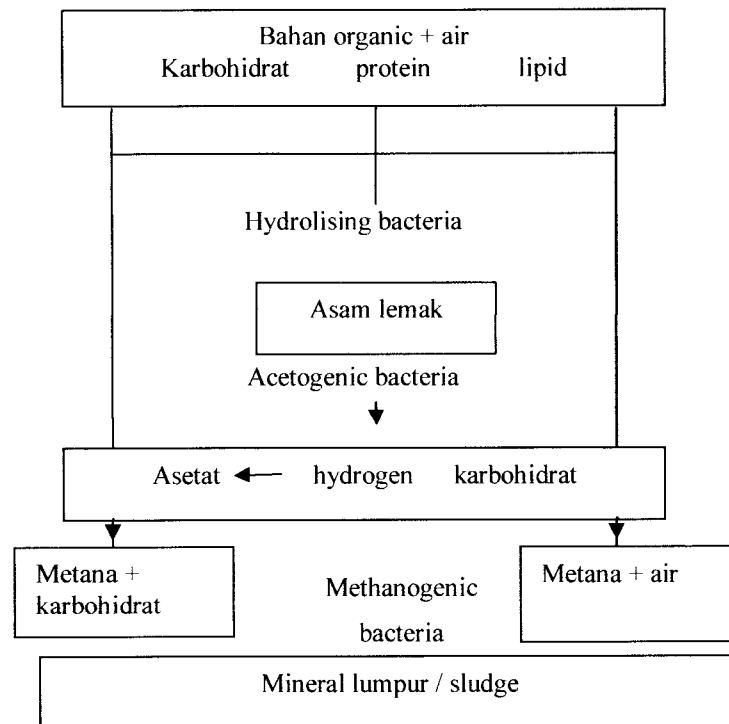 Bahan organic + air
Karbohidrat protein lipid
Hydrolising bacteria
Asam lemak
Acetogenic bacteria
Asetat hydrogen karbohidrat
Metana +
karbohidrat
Methanogenic
bacteria
Metana + air
Mineral lumpur / sludge